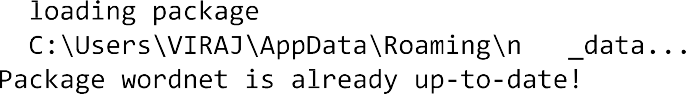 loading package
C:\Users\VIRAJ\AppData\Roaming\n _data...
Package wordnet is already up-to-date!